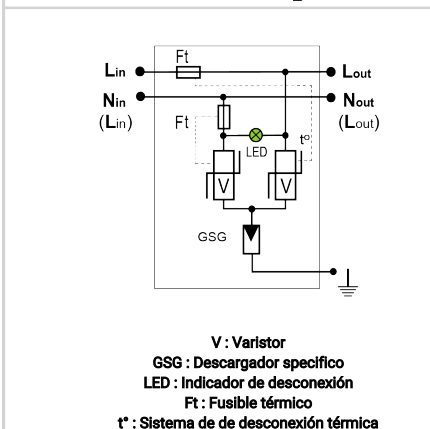 Ft
Lin
Lout
Nin
Nout
(Lin)
(Lout)
Ft
t°
LED
V
V
GSG
V : Varistor
GSG : Descargador specifico
LED : Indicador de desconexión
Ft : Fusible térmico
t° : Sistema de de desconexión térmica